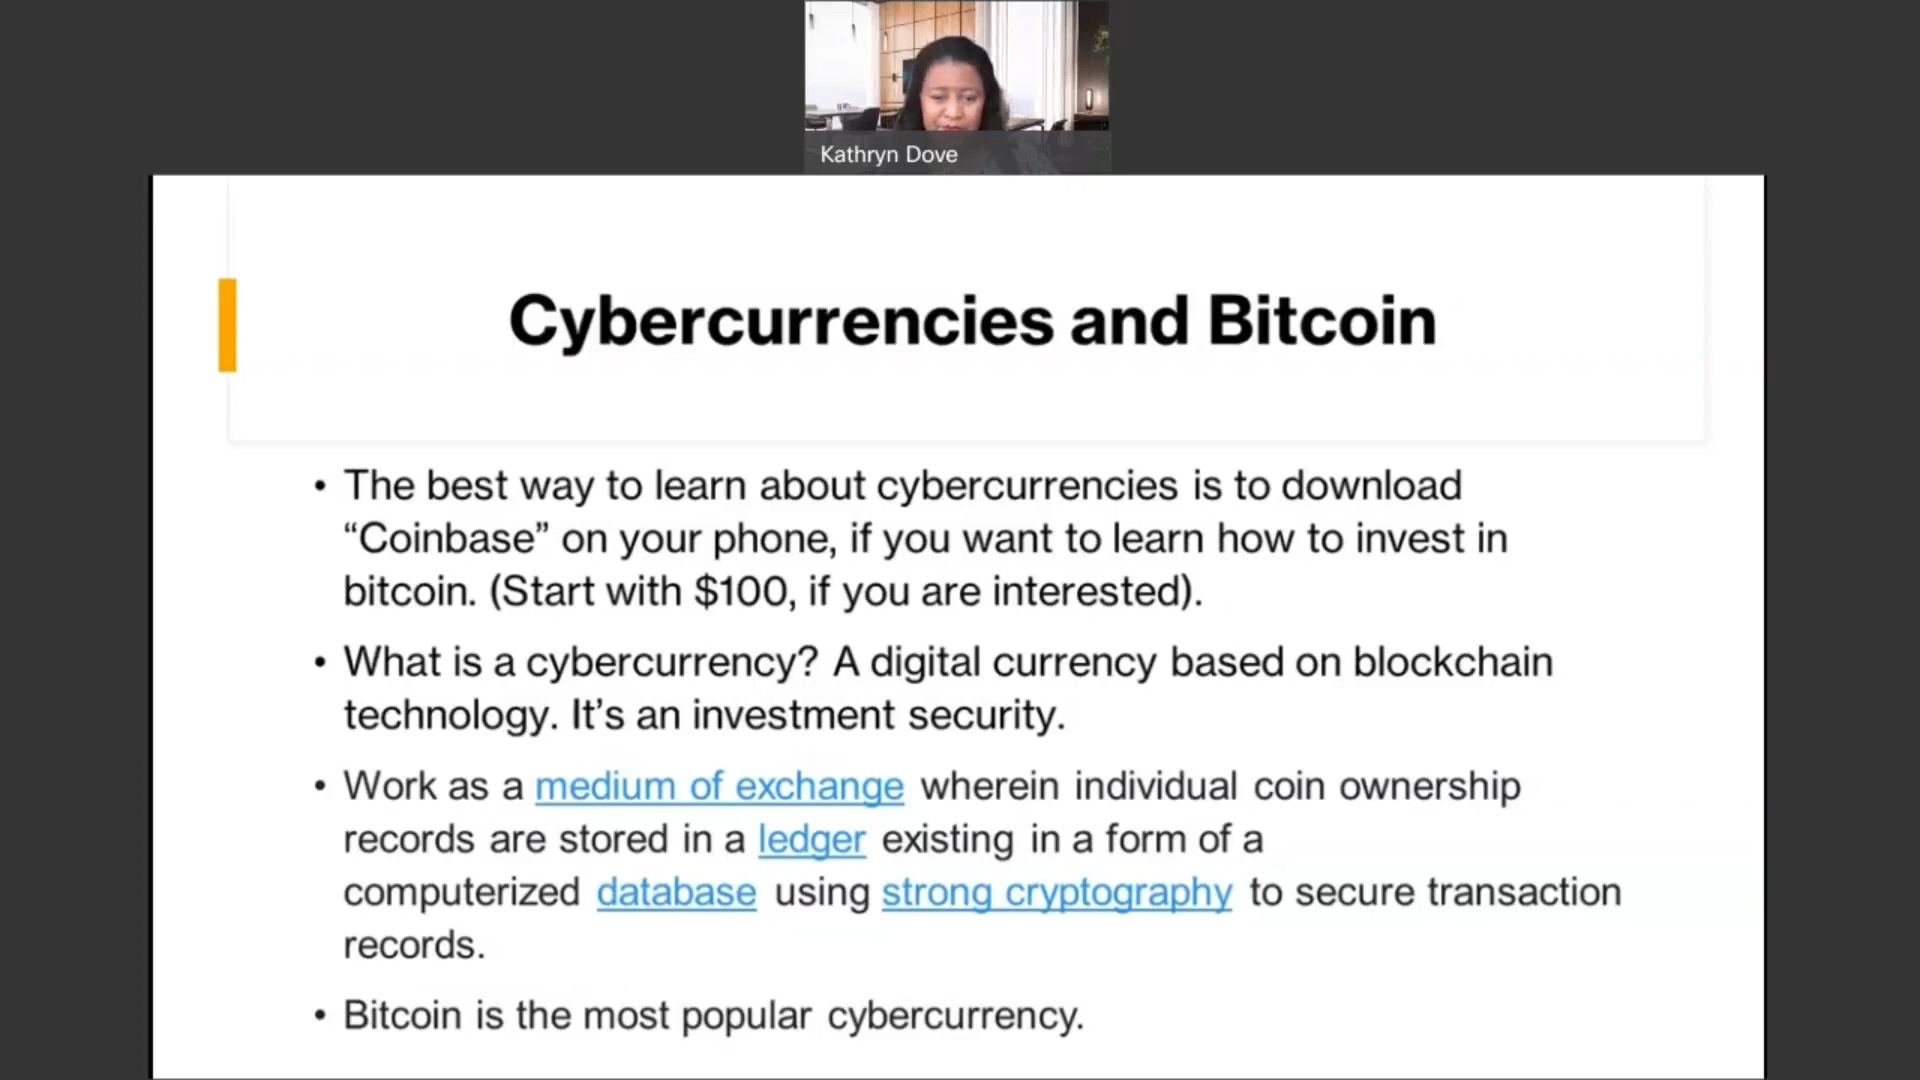 Kathryn Dove
Cybercurrencies and Bitcoin
• The best way to learn about cybercurrencies is to download
“Coinbase” on your phone, if you want to learn how to invest in
bitcoin. (Start with $100, if you are interested).
• What is a cybercurrency? A digital currency based on blockchain
technology. It’s an investment security.
• Work as a medium of exchange wherein individual coin ownership
records are stored in a ledger existing in a form of a
computerized database using strong cryptography to secure transaction
records.
• Bitcoin is the most popular cybercurrency.